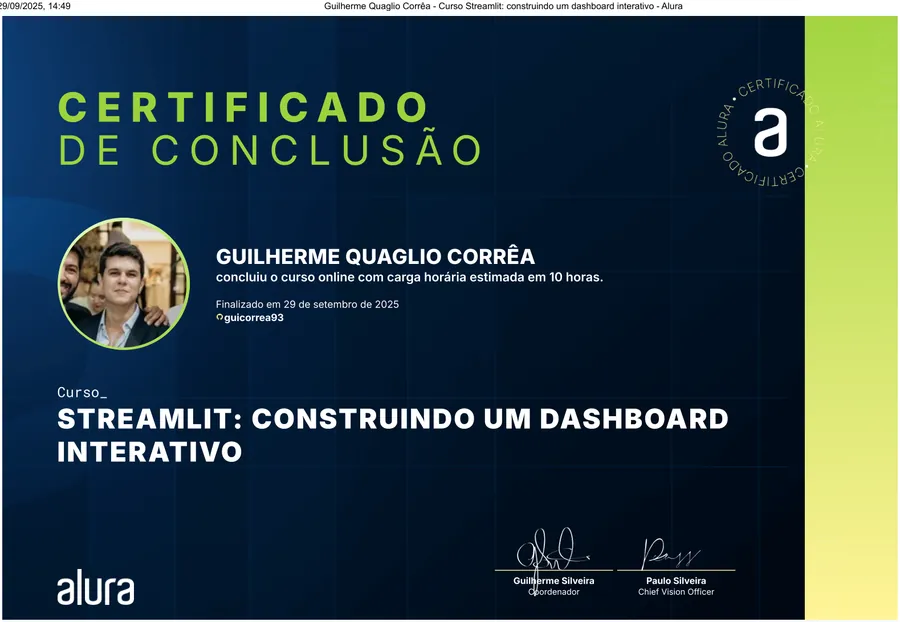 29/09/2025, 14:49
Guilherme Quaglio Corrêa - Curso Streamlit: construindo um dashboard interativo - Alura
CERTIFICADO
DE CONCLUSÃO
CERTIFICADO ALURA • CERTIFICADO ALURA •
a
GUILHERME QUAGLIO CORRÊA
concluiu o curso online com carga horária estimada em 10 horas.
Finalizado em 29 de setembro de 2025
guicorrea93
Curso_
STREAMLIT: CONSTRUINDO UM DASHBOARD
INTERATIVO
alura
Guilherme Silveira
Coordenador
Paulo Silveira
Chief Vision Officer